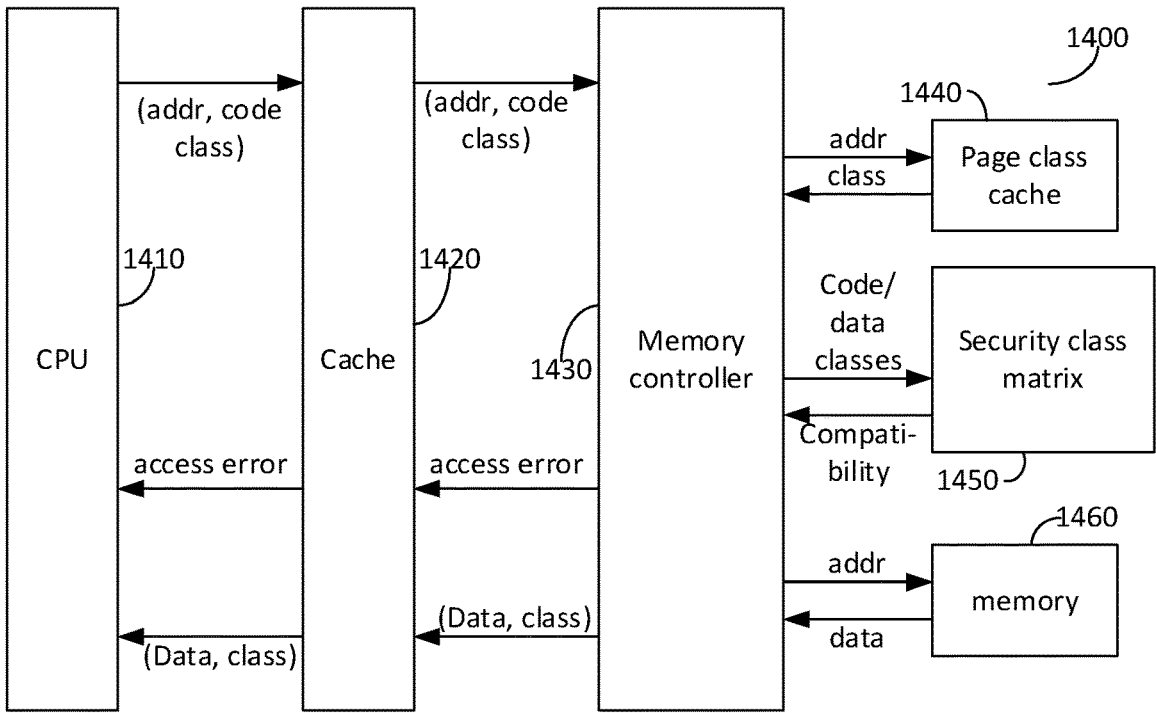 1400
(addr, code
class)
(addr, code
class)
1440
addr
class
Page class
cache
1410
1420
1430
CPU
Cache
Memory
controller
Code/
data
classes
Compati-
bility
Security class
matrix
1450
access error
access error
1460
addr
data
memory
(Data, class)
(Data, class)